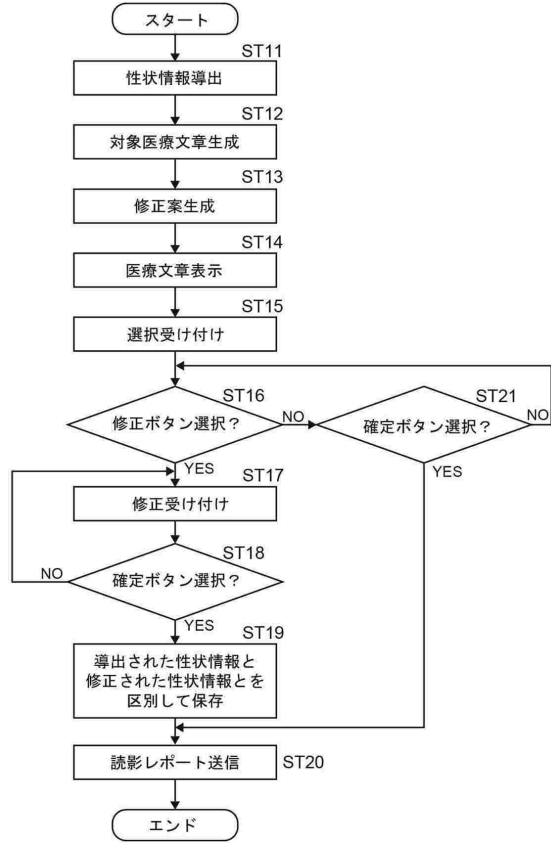 スタート
ST11
性状情報導出
ST12
対象医療文章生成
ST13
修正案生成
ST14
医療文章表示
ST15
選択受け付け
ST16
修正ボタン選択?
NO
ST21
確定ボタン選択?
NO
YES
YES
ST17
修正受け付け
ST18
確定ボタン選択?
NO
YES
ST19
導出された性状情報と
修正された性状情報とを
区別して保存
読影レポート送信
ST20
エンド